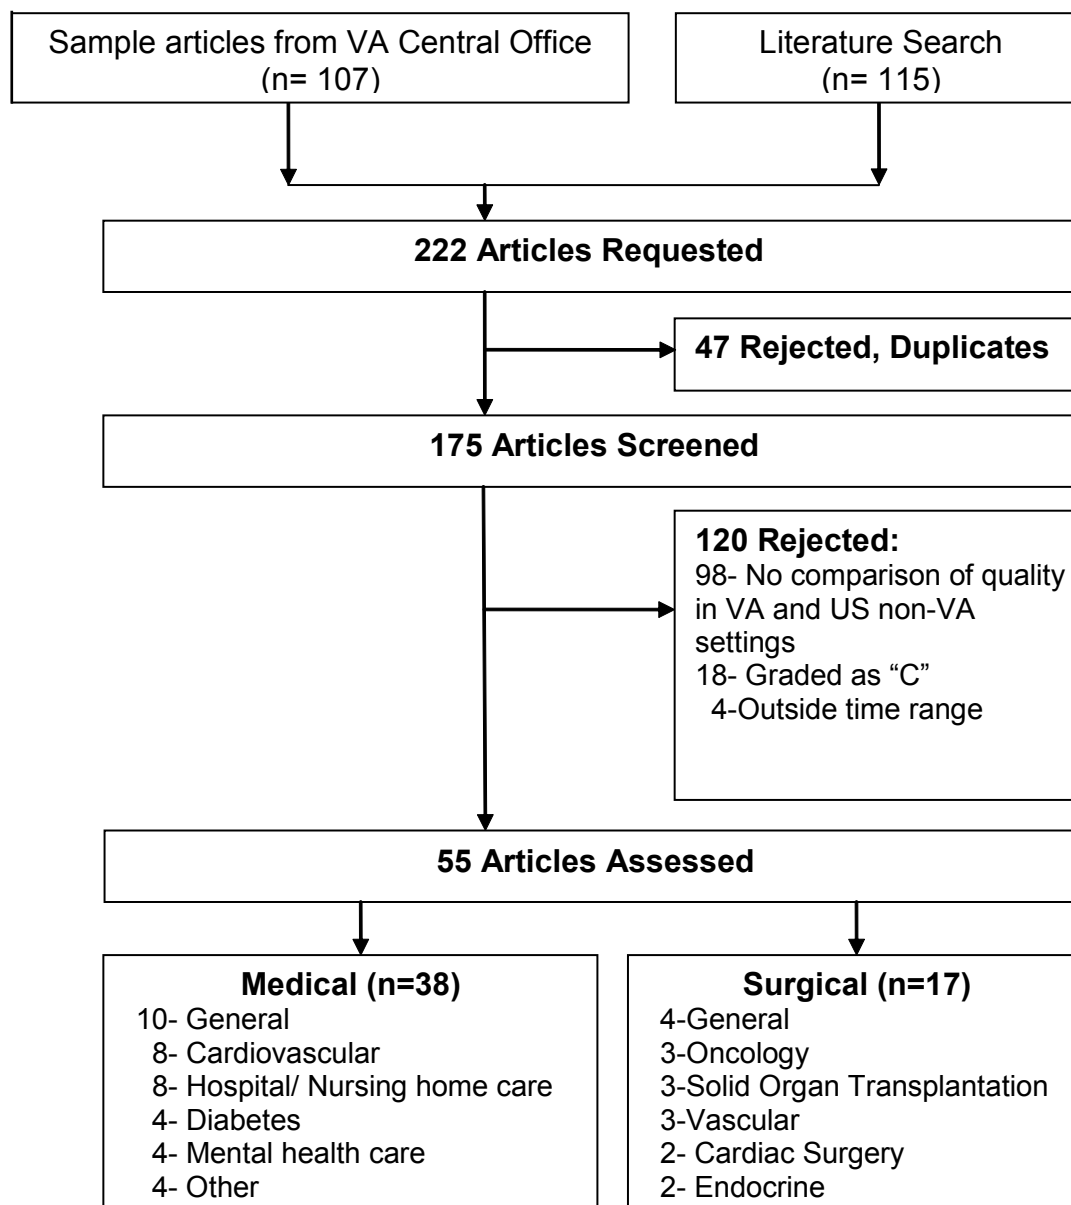 Sample articles from VA Central Office
(n= 107)
Literature Search
(n= 115)
222 Articles Requested
47 Rejected, Duplicates
175 Articles Screened
120 Rejected:
98- No comparison of quality
in VA and US non-VA
settings
18- Graded as “C”
4-Outside time range
55 Articles Assessed
Medical (n=38)
10- General
8- Cardiovascular
8- Hospital/ Nursing home care
4- Diabetes
4- Mental health care
4- Other
Surgical (n=17)
4-General
3-Oncology
3-Solid Organ Transplantation
3-Vascular
2- Cardiac Surgery
2- Endocrine